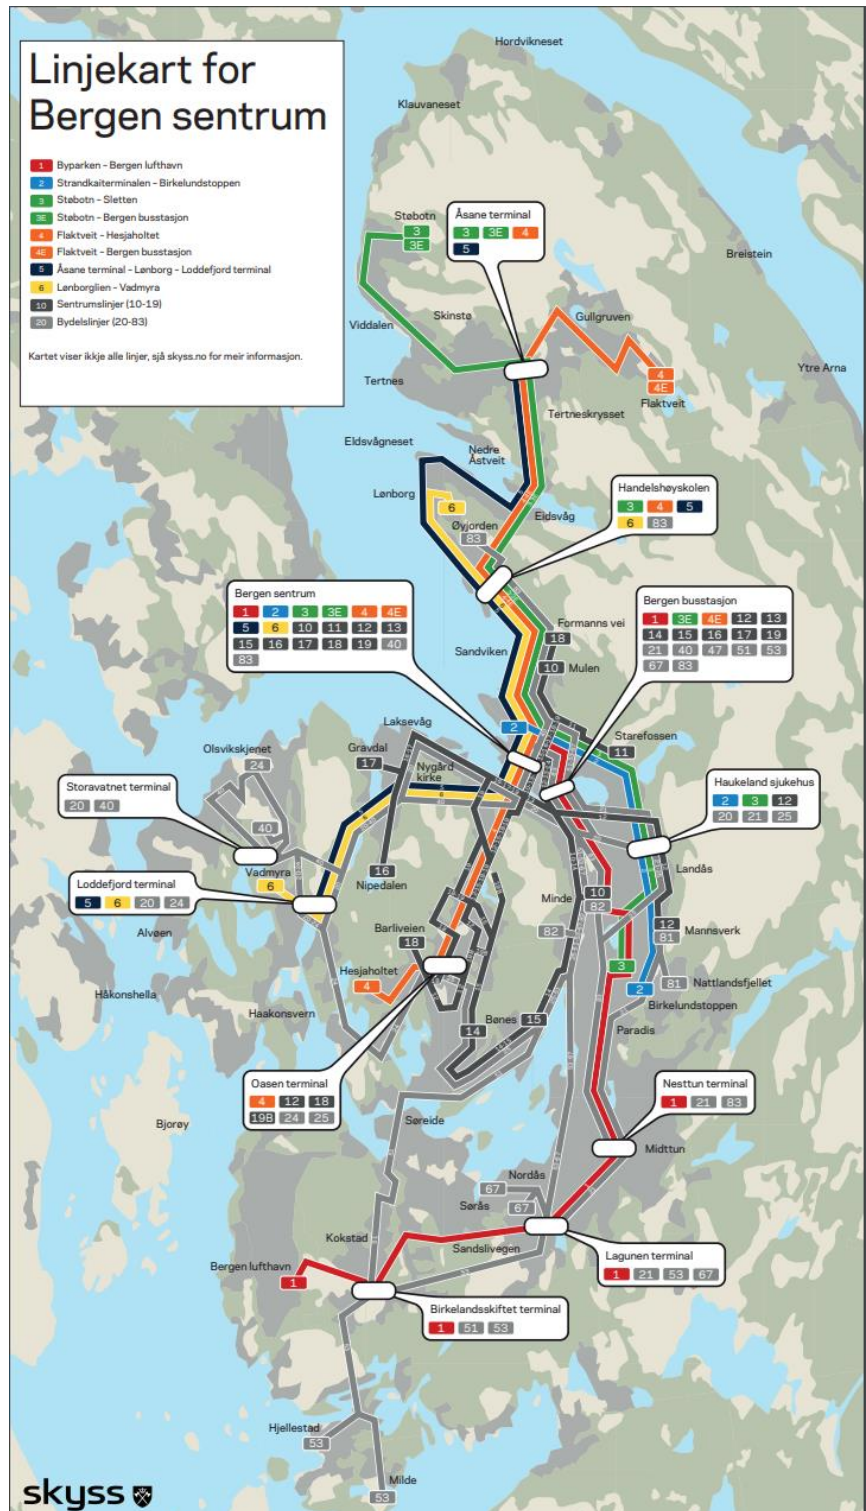 Linjekart for
Bergen sentrum
1 Byparken – Bergen lufthavn
2 Strandkaiterminalen – Birkelundstoppen
3 Støbotn – Sletten
3E Støbotn – Bergen busstasjon
4 Flaktveit – Hesjaholtet
4E Flaktveit – Bergen busstasjon
5 Åsane terminal – Lønborg – Loddefjord terminal
6 Lønborglien – Vadmyra
10 Sentrumslinjer (10-19)
20 Bydelslinjer (20-83)
Kartet viser ikkje alle linjer, sjå skyss.no for meir informasjon.
Hordvikneset
Klauvaneset
Støbotn
3
3E
Åsane terminal
3 3E 4
5
Breistein
Viddalen
Skinstø
Gullgruven
Ytre Arna
Tertnes
4
4E
Flaktveit
Tertneskrysset
Eidsvågneset
Nedre
Åstveit
Lønborg
6
Øyjorden
83
Eidsvåg
Handelshøyskolen
3 4 5
6 83
Bergen sentrum
1 2 3 3E 4 4E
5 6 10 11 12 13
15 16 17 18 19 40
83
Bergen busstasjon
1 3E 4E 12 13
14 15 16 17 19
21 40 47 51 53
67 83
Formanns vei
18
Sandviken
10 Mulen
2
Starefossen
11
Laksevåg
Olsvikskjenet
24
Gravdal
17
Nygård
kirke
Storavatnet terminal
20 40
40
Haukeland sjukehus
2 3 12
20 21 25
Vadmyra
6
16
Nipedalen
Landås
Loddefjord terminal
5 6 20 24
Minde
10
82
12
81
Mannsverk
Alvøen
Barliveien
18
82
3
2
81
Nattlandsfjellet
Birkelundstoppen
Hesjaholtet
4
Håkonshella
Haakonsvern
14
Bønes
15
Paradis
Oasen terminal
4 12 18
19B 24 25
Nesttun terminal
1 21 83
Bjorøy
Søreide
Midttun
Nordås
67
Sørås
67
Kokstad
Sandslivegen
Lagunen terminal
1 21 53 67
Bergen lufthavn
1
Birkelandsskiftet terminal
1 51 53
Hjellestad
53
Milde
53
skyss